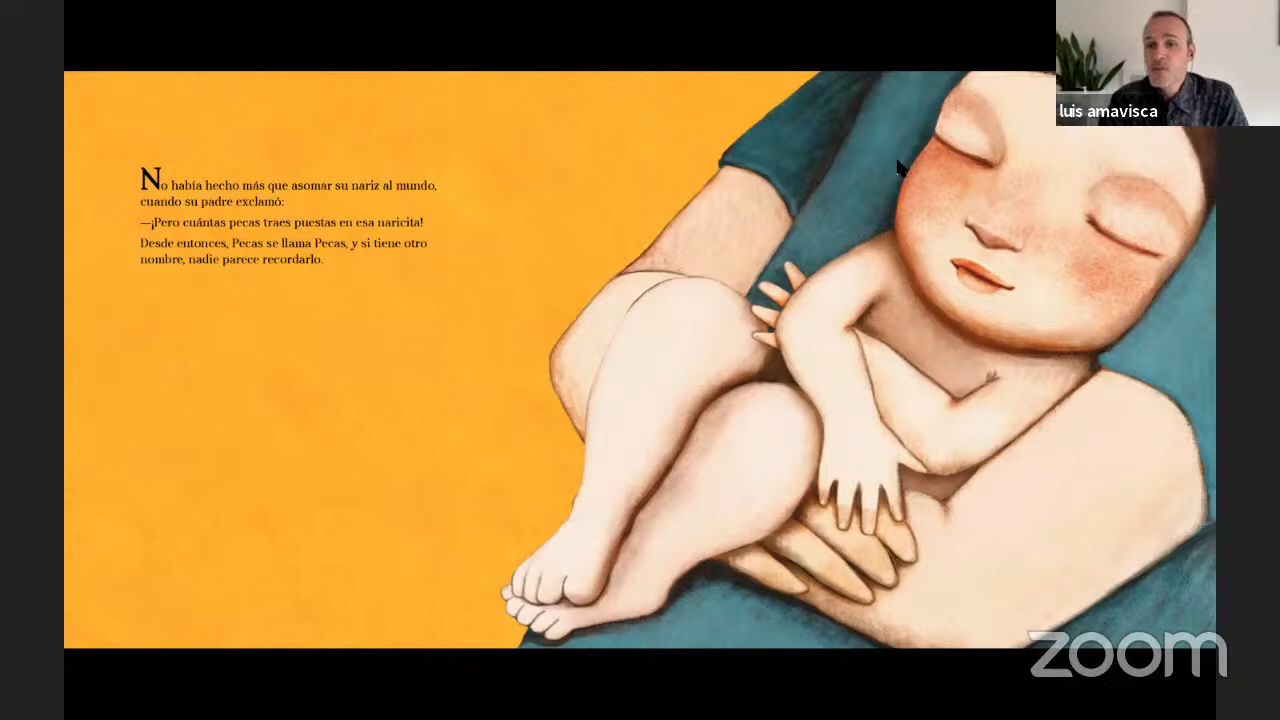 luis amavisca
No había hecho más que asomar su nariz al mundo,
cuando su padre exclamó:
—¡Pero cuántas pecas traes puestas en esa naricita!
Desde entonces, Pecas se llama Pecas, y si tiene otro
nombre, nadie parece recordarlo.
zoom